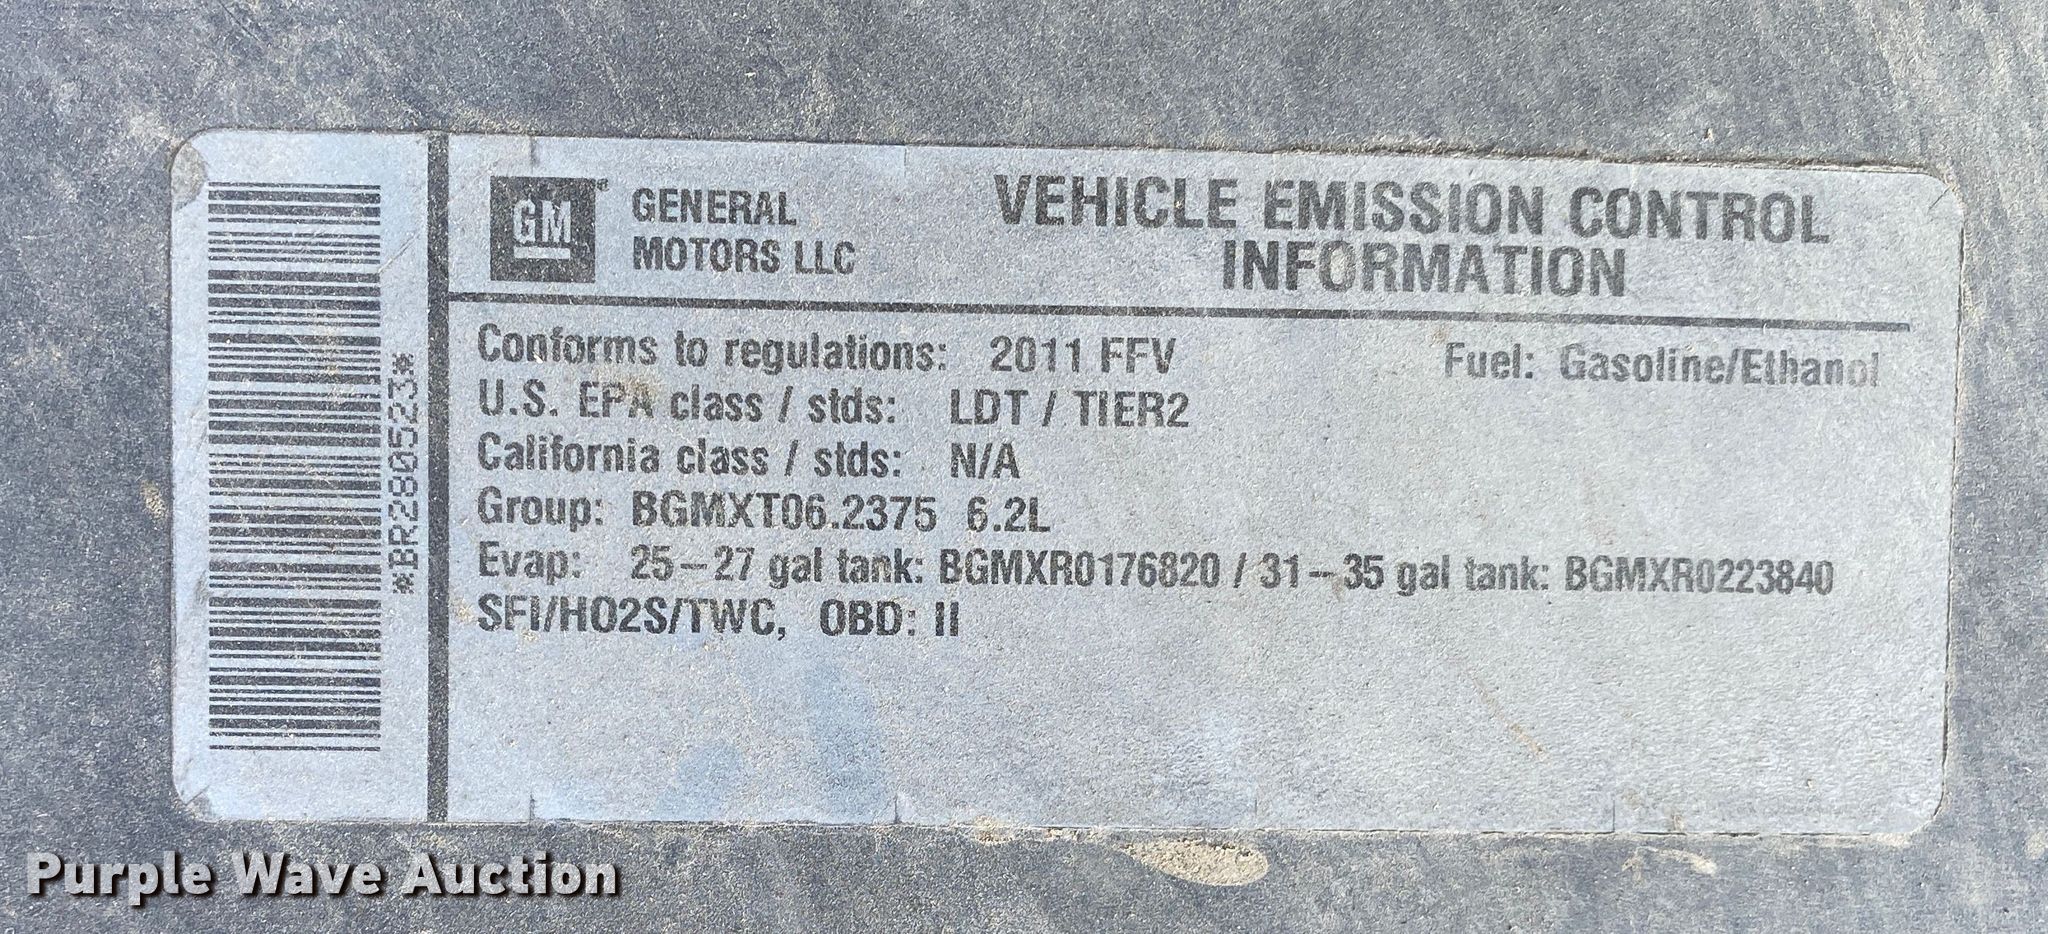 *BR280523*
GM® GENERAL
MOTORS LLC
VEHICLE EMISSION CONTROL
INFORMATION
Conforms to regulations: 2011 FFV Fuel: Gasoline/Ethanol
U.S. EPA class / stds: LDT / TIER2
California class / stds: N/A
Group: BGMXT06.2375 6.2L
Evap: 25-27 gal tank: BGMXR0176820 / 31-35 gal tank: BGMXR0223840
SFI/HO2S/TWC, OBD: II
Purple Wave Auction